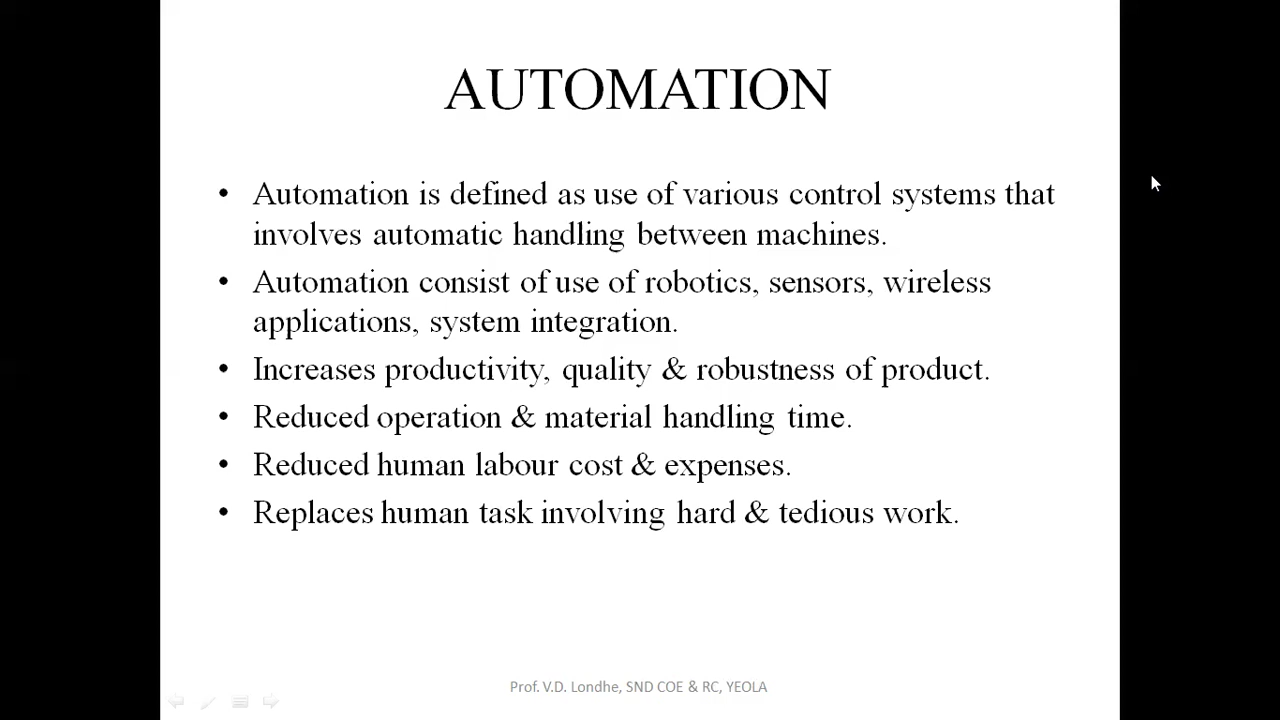 AUTOMATION
• Automation is defined as use of various control systems that
involves automatic handling between machines.
• Automation consist of use of robotics, sensors, wireless
applications, system integration.
• Increases productivity, quality & robustness of product.
• Reduced operation & material handling time.
• Reduced human labour cost & expenses.
• Replaces human task involving hard & tedious work.
Prof. V.D. Londhe, SND COE & RC, YEOLA